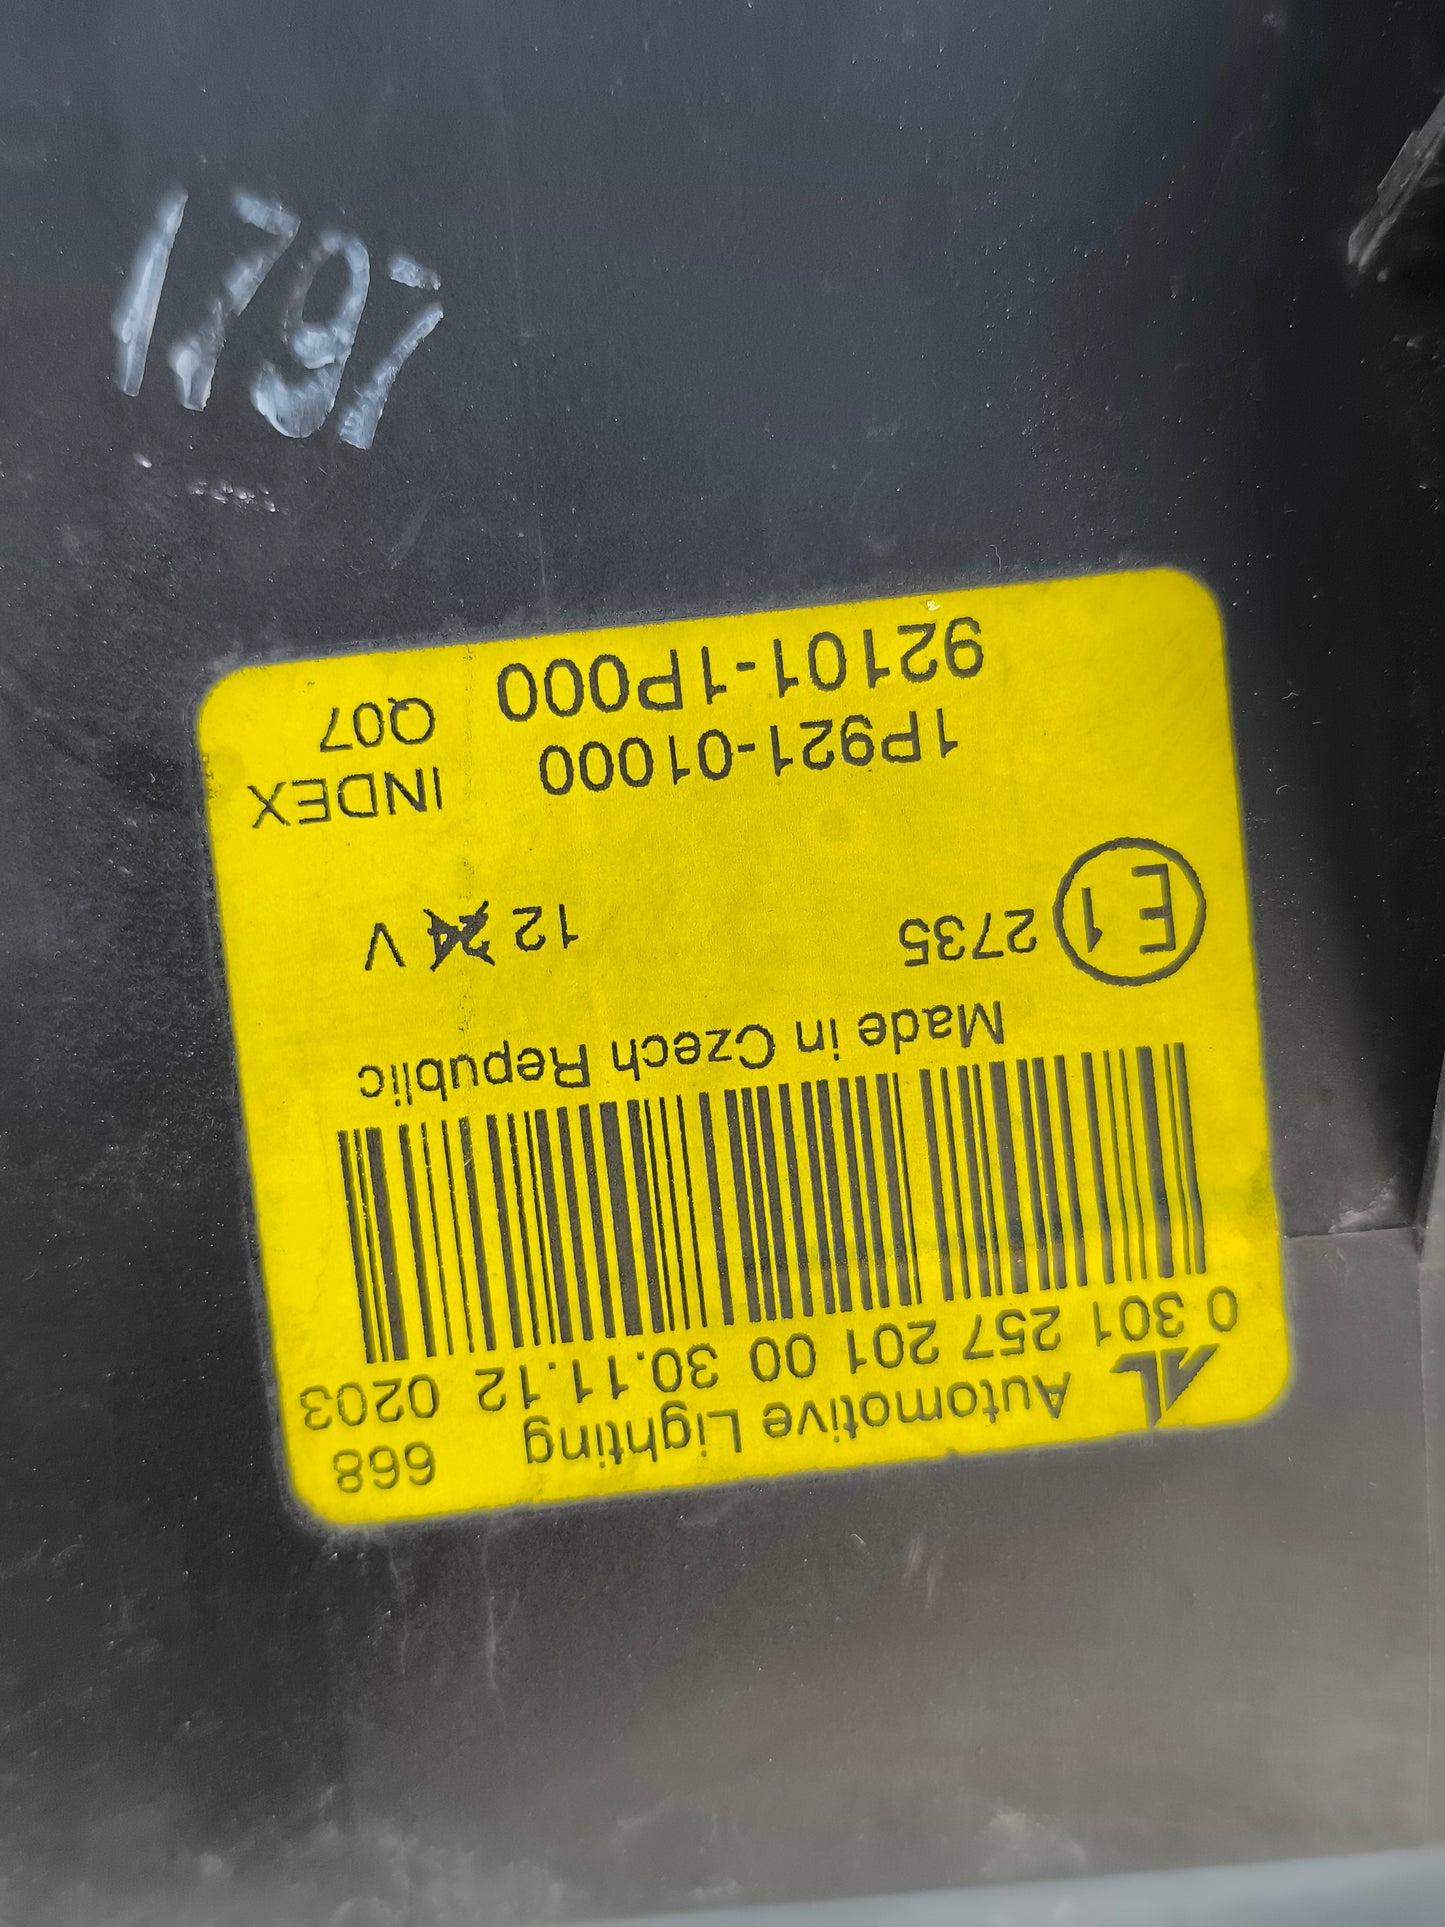 1797
AL Automotive Lighting 668
0 301 257 201 00 30.11.12 0203
Made in Czech Republic
E1 2735 12 24 V
1P921-01000 INDEX
92101-1P000 Q07